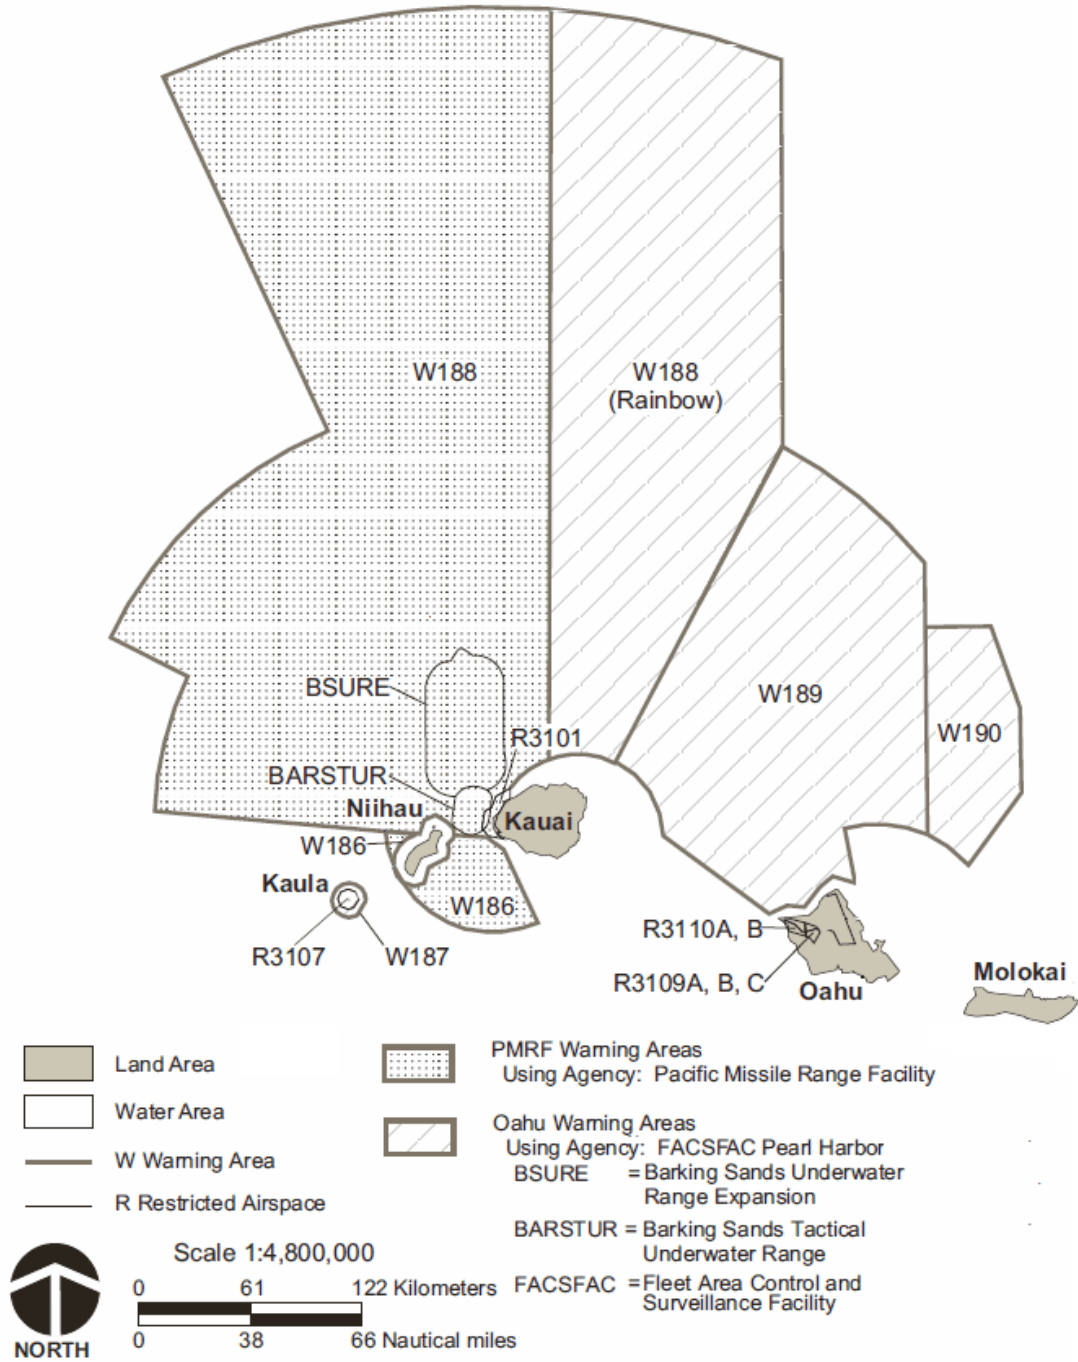 W188
W188
(Rainbow)
BSURE
W189
R3101
W190
BARSTUR
Niihau
Kauai
W186
Kaula
W186
R3107
W187
R3110A, B
R3109A, B, C
Oahu
Molokai
Land Area
Water Area
W Warning Area
R Restricted Airspace
PMRF Warning Areas
Using Agency: Pacific Missile Range Facility
Oahu Warning Areas
Using Agency: FACSFAC Pearl Harbor
BSURE = Barking Sands Underwater
Range Expansion
BARSTUR = Barking Sands Tactical
Underwater Range
FACSFAC = Fleet Area Control and
Surveillance Facility
Scale 1:4,800,000
0 61 122 Kilometers
0 38 66 Nautical miles
NORTH